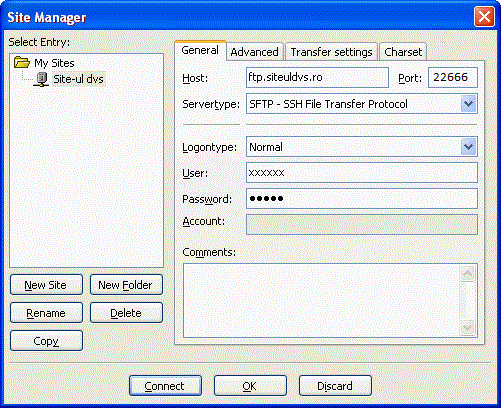 Site Manager
Select Entry:
My Sites
Site-ul dvs
New Site
New Folder
Rename
Delete
Copy
General
Advanced
Transfer settings
Charset
Host: ftp.siteuldvs.ro Port: 22666
Servertype: SFTP - SSH File Transfer Protocol
Logontype: Normal
User: xxxxxx
Password: ●●●●●
Account:
Comments:
Connect
OK
Discard